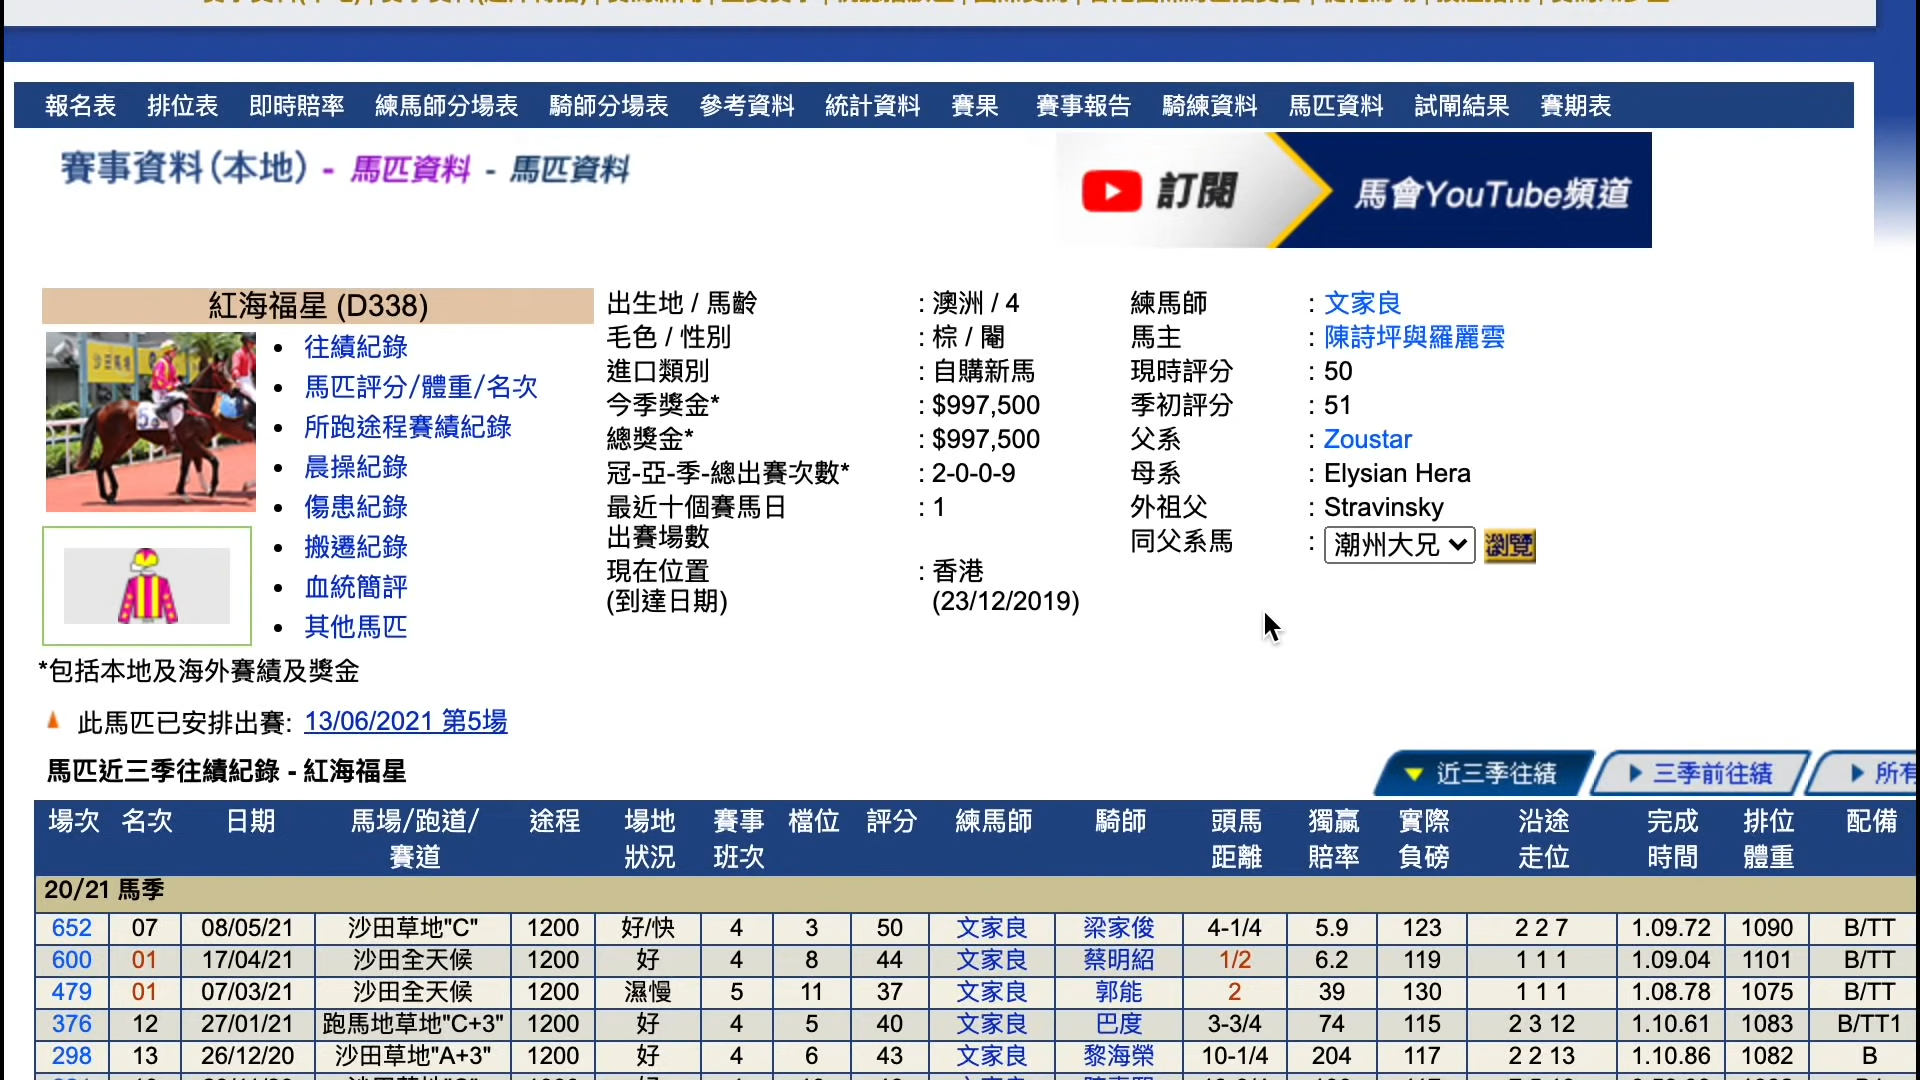 報名表 排位表 即時賠率 練馬師分場表 騎師分場表 參考資料 統計資料 賽果 賽事報告 騎練資料 馬匹資料 試閘結果 賽期表
賽事資料(本地) - 馬匹資料 - 馬匹資料
訂閱 馬會YouTube頻道
紅海福星 (D338)
沙田馬場
往績紀錄
馬匹評分/體重/名次
所跑途程賽績紀錄
晨操紀錄
傷患紀錄
搬遷紀錄
血統簡評
其他馬匹
出生地 / 馬齡 : 澳洲 / 4
毛色 / 性別 : 棕 / 閹
進口類別 : 自購新馬
今季獎金* : $997,500
總獎金* : $997,500
冠-亞-季-總出賽次數* : 2-0-0-9
最近十個賽馬日 : 1
出賽場數
現在位置 : 香港
(到達日期) (23/12/2019)
練馬師 : 文家良
馬主 : 陳詩坪與羅麗雲
現時評分 : 50
季初評分 : 51
父系 : Zoustar
母系 : Elysian Hera
外祖父 : Stravinsky
同父系馬 : 潮州大兄 瀏覽
*包括本地及海外賽績及獎金
此馬匹已安排出賽: 13/06/2021 第5場
馬匹近三季往績紀錄 - 紅海福星
近三季往績 三季前往績 所有
場次 名次 日期 馬場/跑道/ 途程 場地 賽事 檔位 評分 練馬師 騎師 頭馬 獨贏 實際 沿途 完成 排位 配備
賽道 狀況 班次 距離 賠率 負磅 走位 時間 體重
20/21 馬季
652 07 08/05/21 沙田草地"C" 1200 好/快 4 3 50 文家良 梁家俊 4-1/4 5.9 123 2 2 7 1.09.72 1090 B/TT
600 01 17/04/21 沙田全天候 1200 好 4 8 44 文家良 蔡明紹 1/2 6.2 119 1 1 1 1.09.04 1101 B/TT
479 01 07/03/21 沙田全天候 1200 濕慢 5 11 37 文家良 郭能 2 39 130 1 1 1 1.08.78 1075 B/TT
376 12 27/01/21 跑馬地草地"C+3" 1200 好 4 5 40 文家良 巴度 3-3/4 74 115 2 3 12 1.10.61 1083 B/TT1
298 13 26/12/20 沙田草地"A+3" 1200 好 4 6 43 文家良 黎海榮 10-1/4 204 117 2 2 13 1.10.86 1082 B